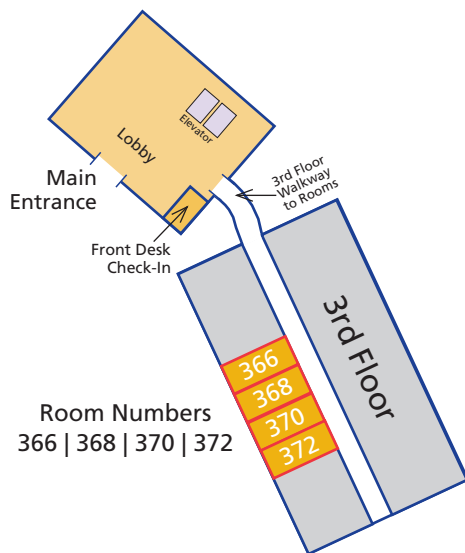 Elevator
Lobby
Main
Entrance
3rd Floor
Walkway
to Rooms
Front Desk
Check-In
3rd Floor
366
368
370
372
Room Numbers
366 | 368 | 370 | 372